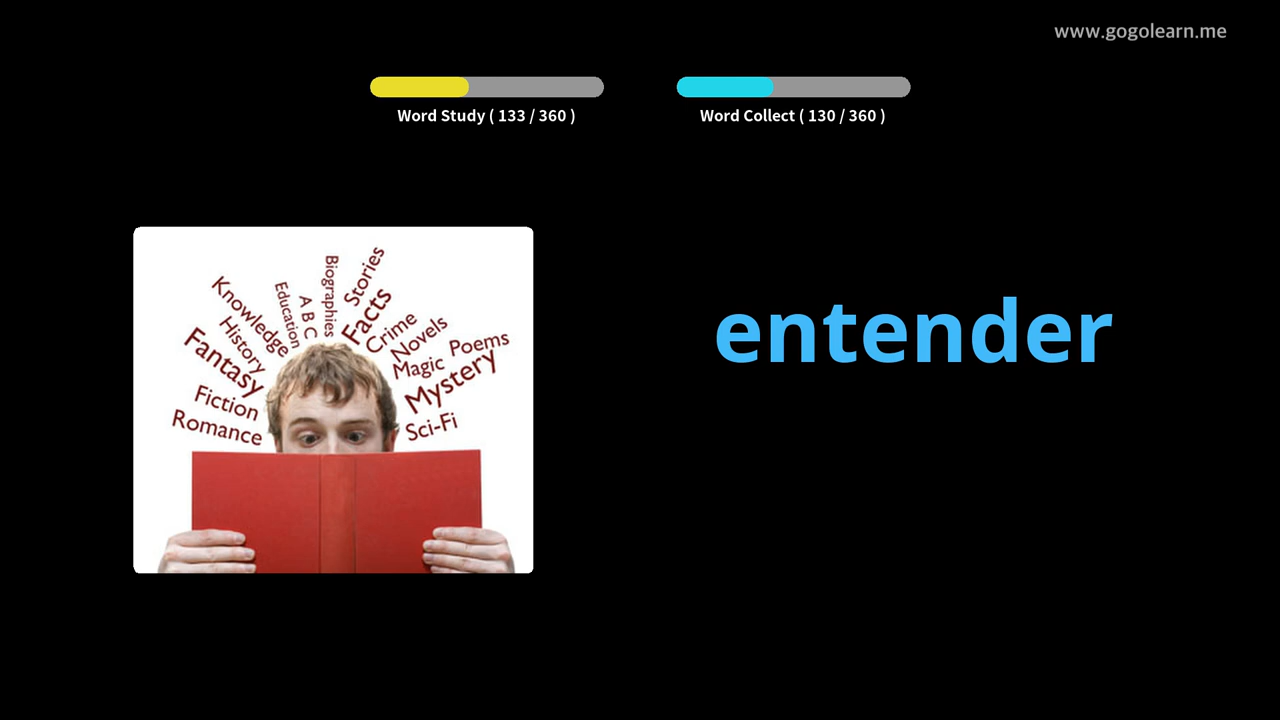 www.gogolearn.me
Word Study ( 133 / 360 )
Word Collect ( 130 / 360 )
entender
Biographies
Stories
Education
A B C
Facts
Knowledge
Crime
History
Novels
Fantasy
Poems
Magic
Mystery
Fiction
Romance
Sci-Fi